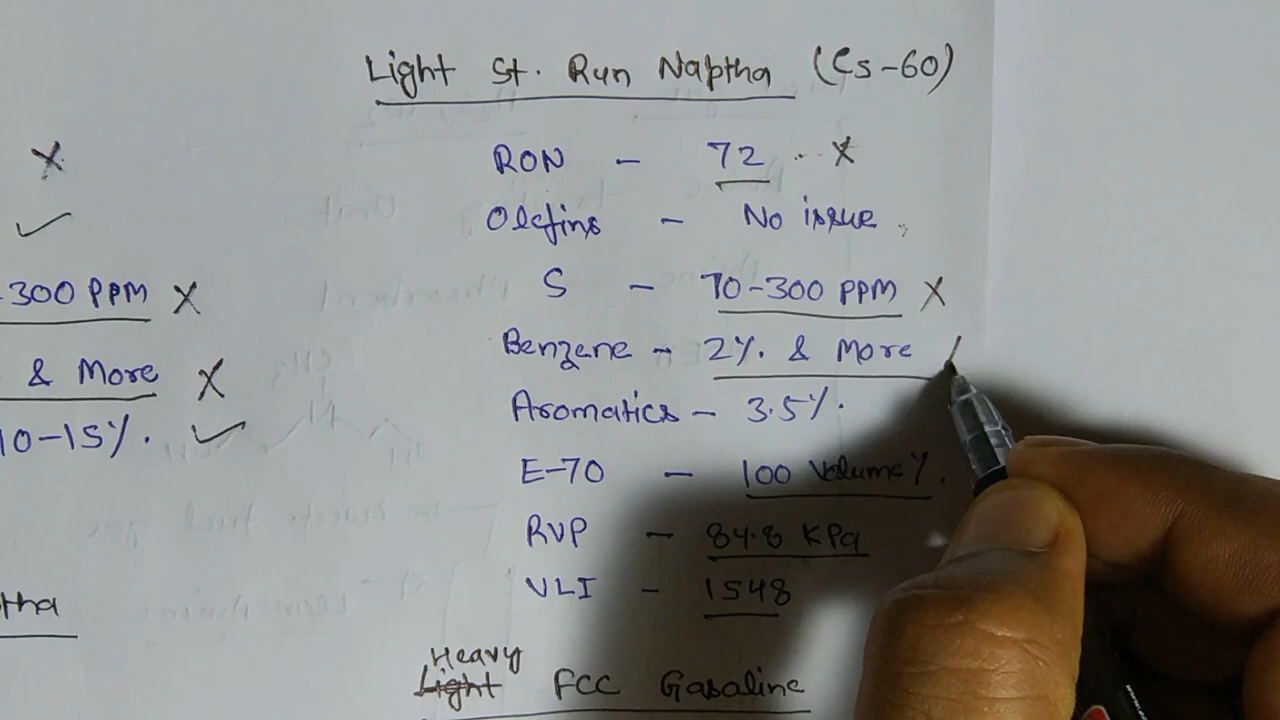 Light St. Run Naptha (C5-60)
X
RON - 72 X
✓
Olefins - No issue
300 PPM X
S - 70-300 PPM X
& More X
Benzene - 2% & More
10-15%. ✓
Aromatics - 3.5%.
E-70 - 100 Volume%.
RVP - 84.8 KPa
VLI - 1548
tha
Heavy
Light FCC Gasaline